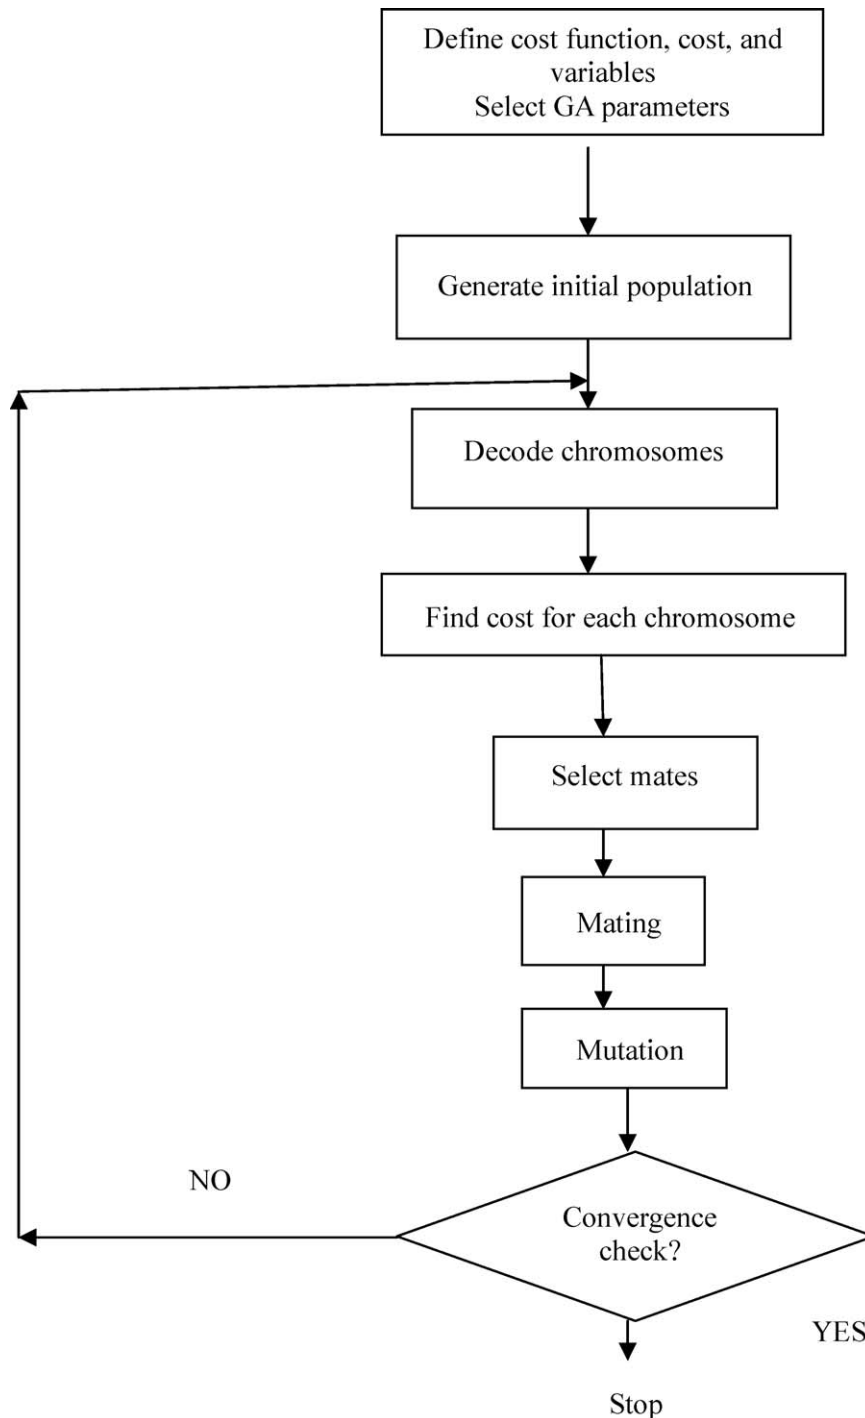 Define cost function, cost, and
variables
Select GA parameters
Generate initial population
Decode chromosomes
Find cost for each chromosome
Select mates
Mating
Mutation
NO
Convergence
check?
YES
Stop